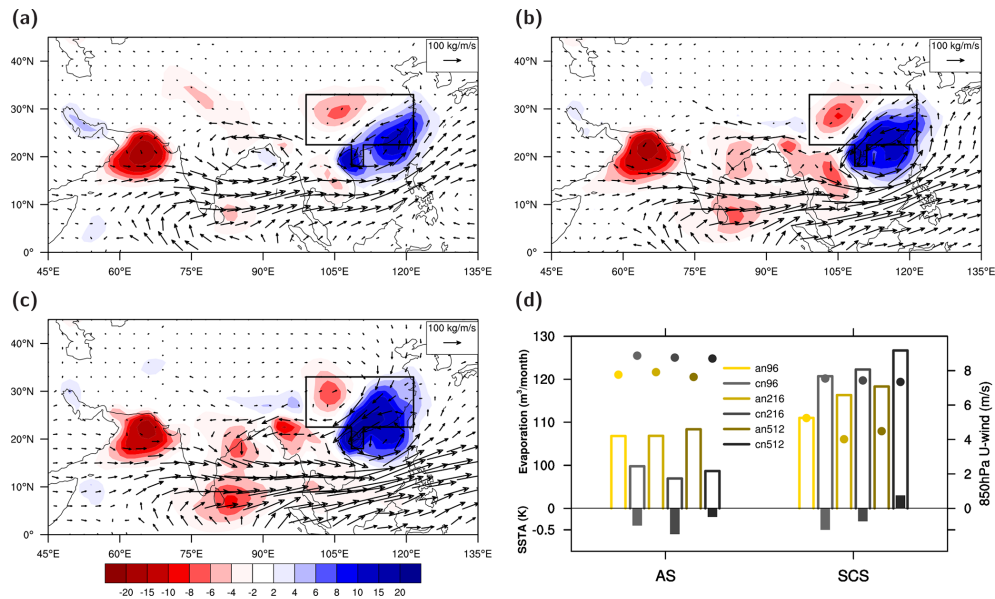 (a)
100 kg/m/s
40°N
30°N
20°N
10°N
0°
45°E 60°E 75°E 90°E 105°E 120°E 135°E
(b)
100 kg/m/s
40°N
30°N
20°N
10°N
0°
45°E 60°E 75°E 90°E 105°E 120°E 135°E
(c)
100 kg/m/s
40°N
30°N
20°N
10°N
0°
45°E 60°E 75°E 90°E 105°E 120°E 135°E
-20 -15 -10 -8 -6 -4 -2 2 4 6 8 10 15 20
(d)
AS SCS
130
120
110
100
0
-0.5
Evaporation (m³/month)
SSTA (K)
an96
cn96
an216
cn216
an512
cn512
8
6
4
2
0
850hPa U-wind (m/s)
AS SCS